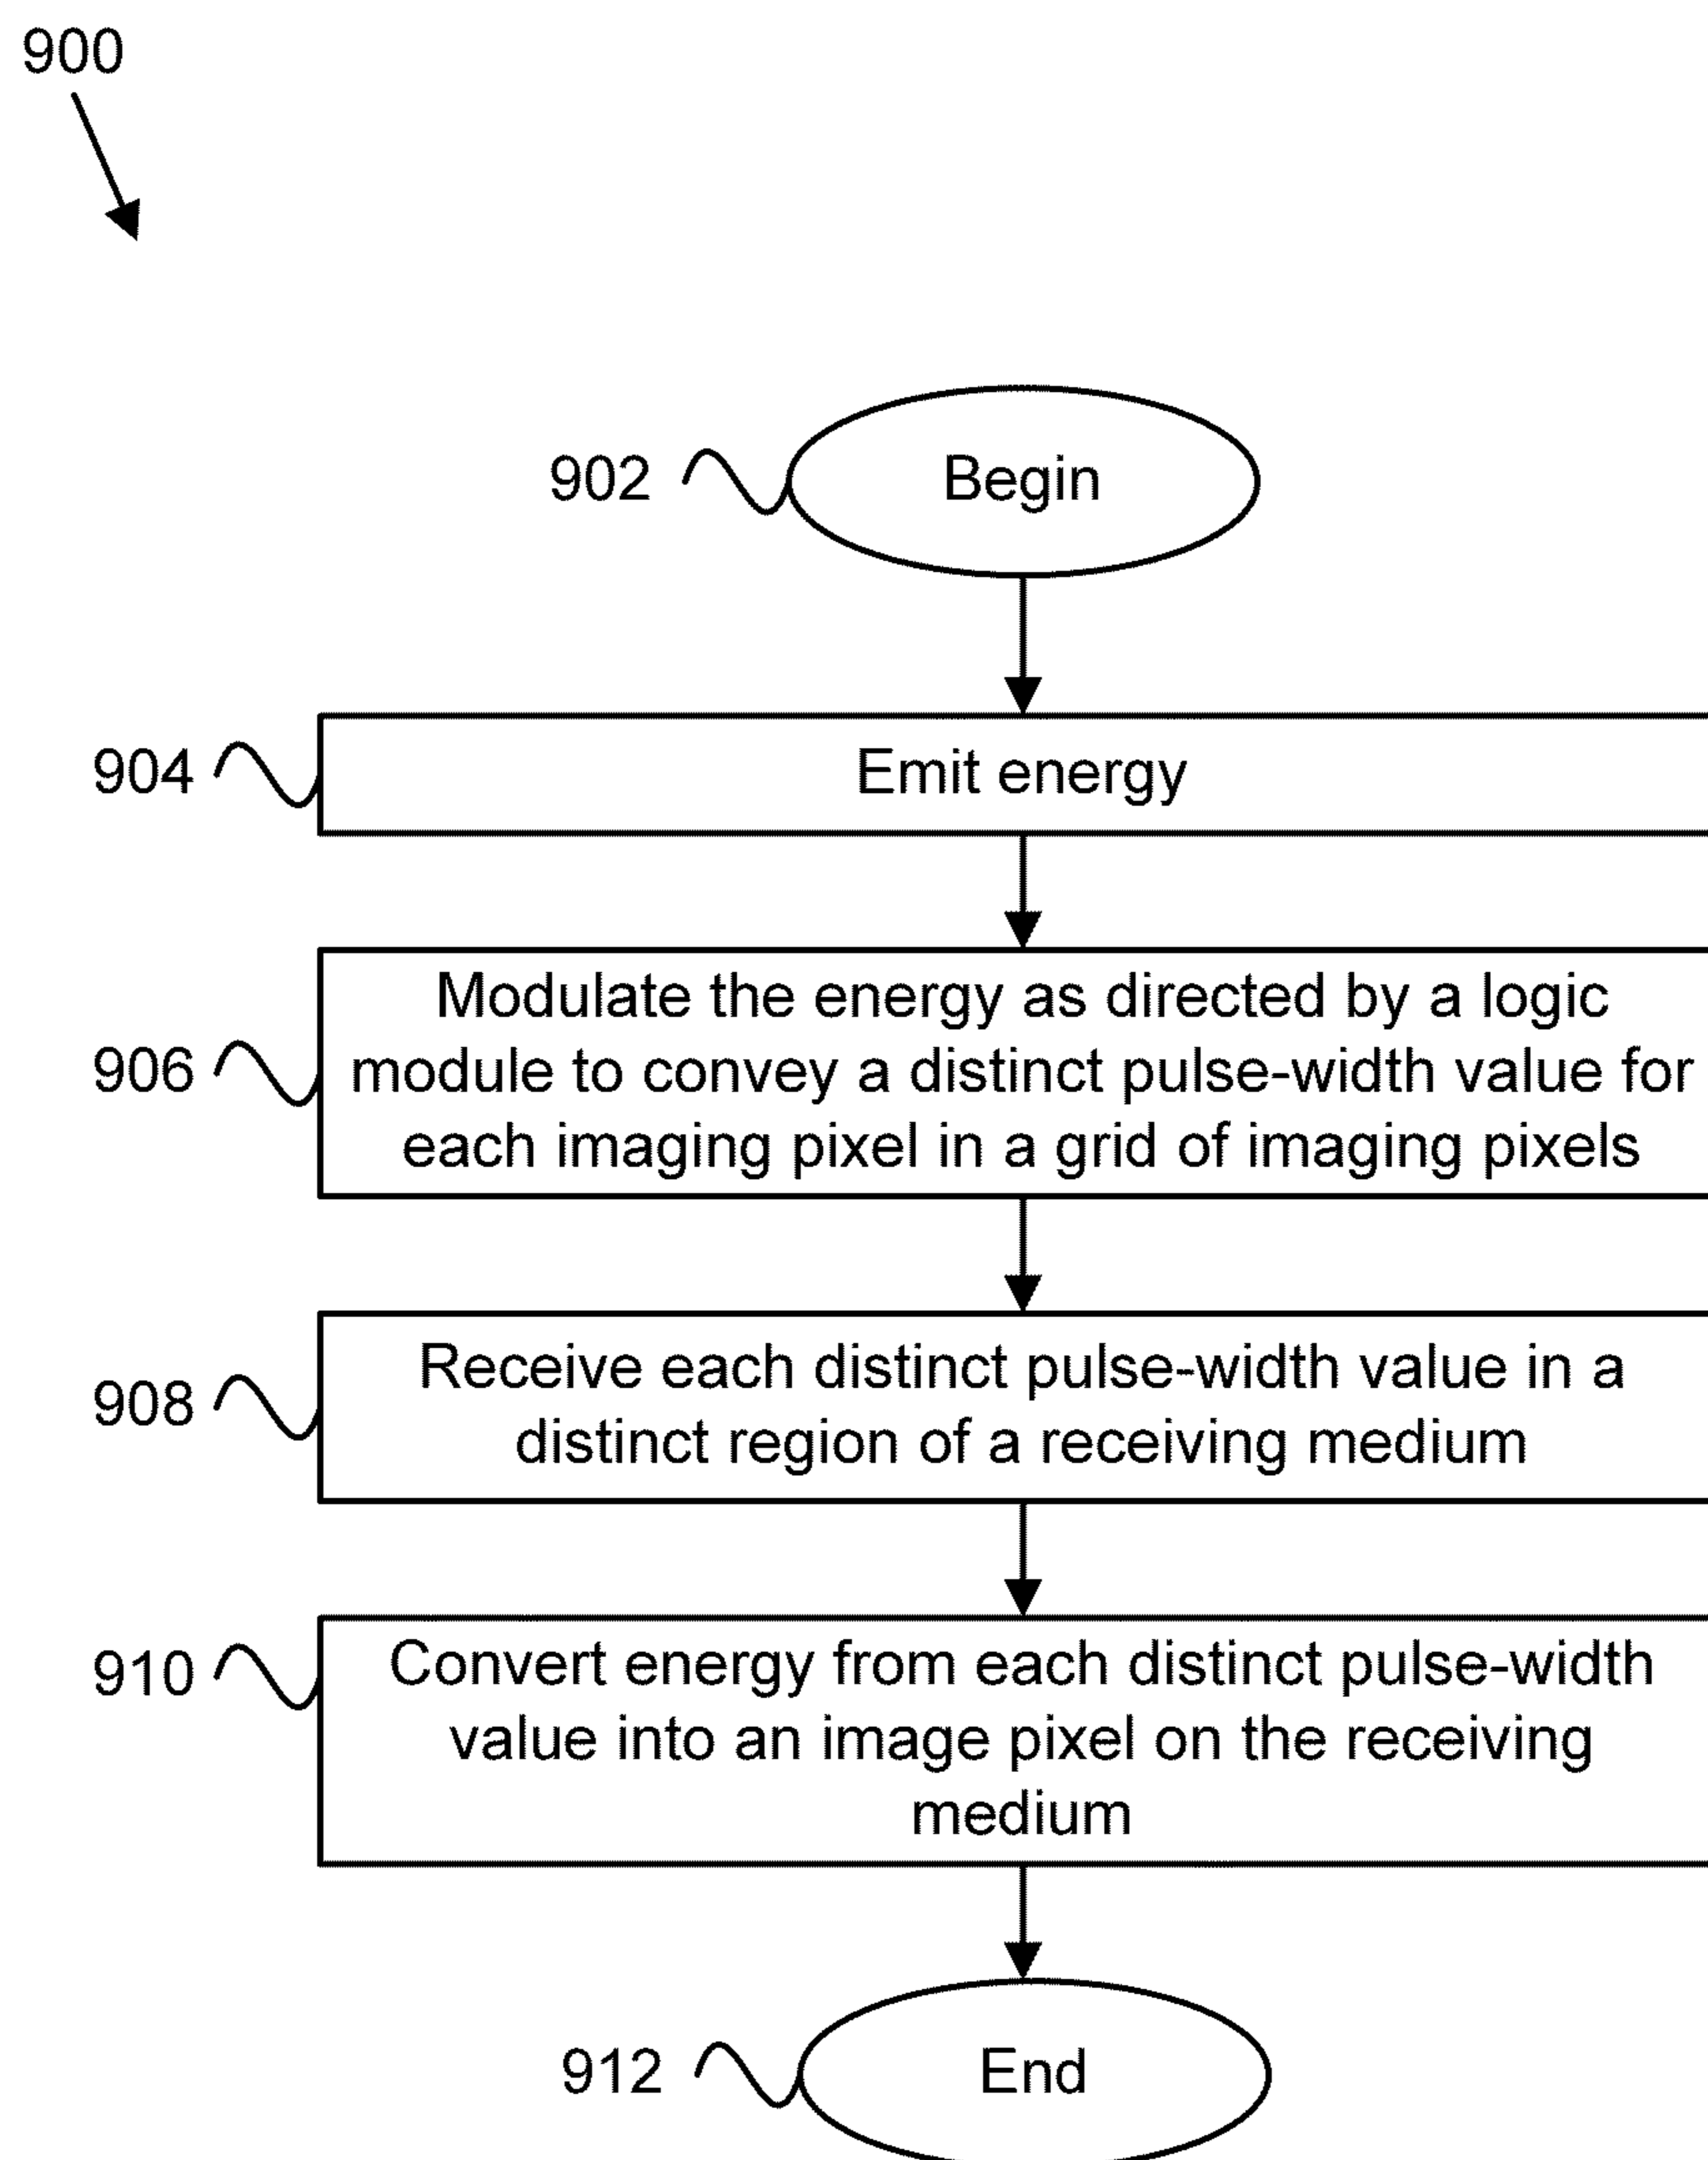 900
902
Begin
904
Emit energy
906
Modulate the energy as directed by a logic
module to convey a distinct pulse-width value for
each imaging pixel in a grid of imaging pixels
908
Receive each distinct pulse-width value in a
distinct region of a receiving medium
910
Convert energy from each distinct pulse-width
value into an image pixel on the receiving
medium
912
End